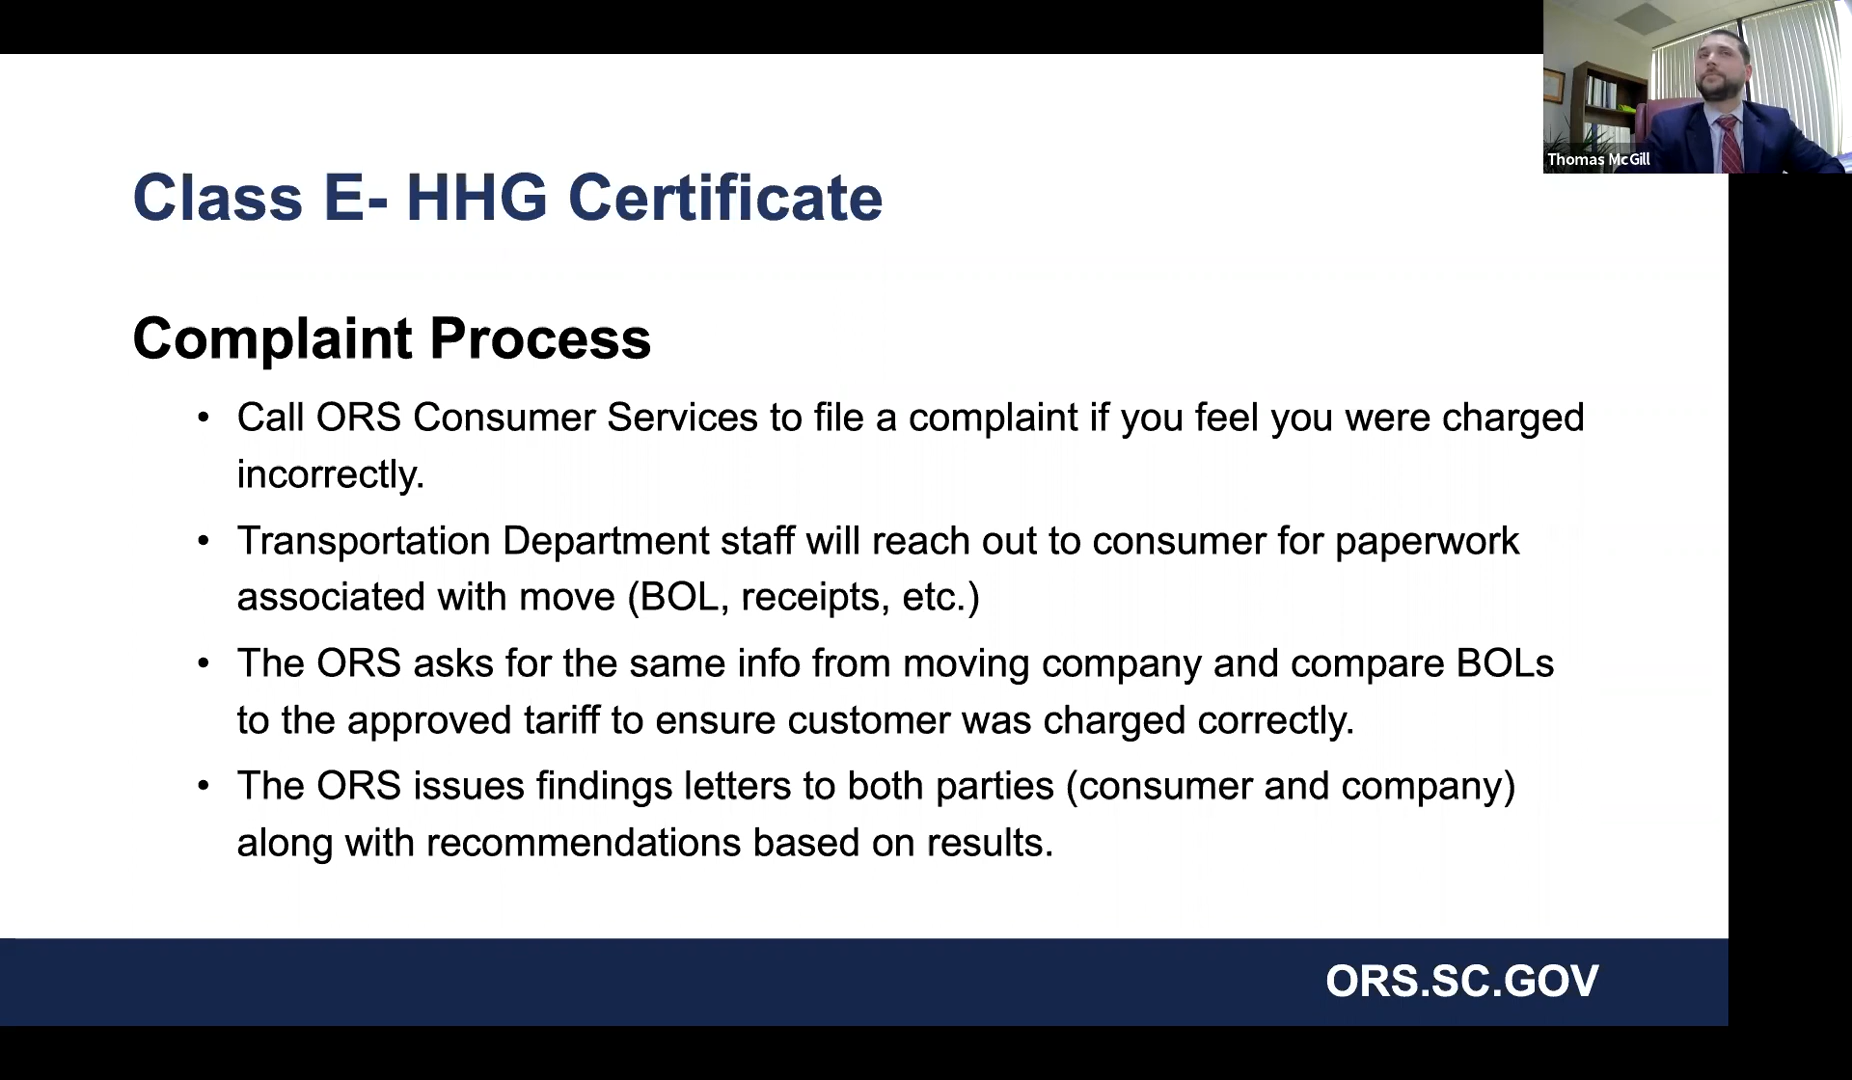 Thomas McGill
Class E- HHG Certificate
Complaint Process
• Call ORS Consumer Services to file a complaint if you feel you were charged
incorrectly.
• Transportation Department staff will reach out to consumer for paperwork
associated with move (BOL, receipts, etc.)
• The ORS asks for the same info from moving company and compare BOLs
to the approved tariff to ensure customer was charged correctly.
• The ORS issues findings letters to both parties (consumer and company)
along with recommendations based on results.
ORS.SC.GOV